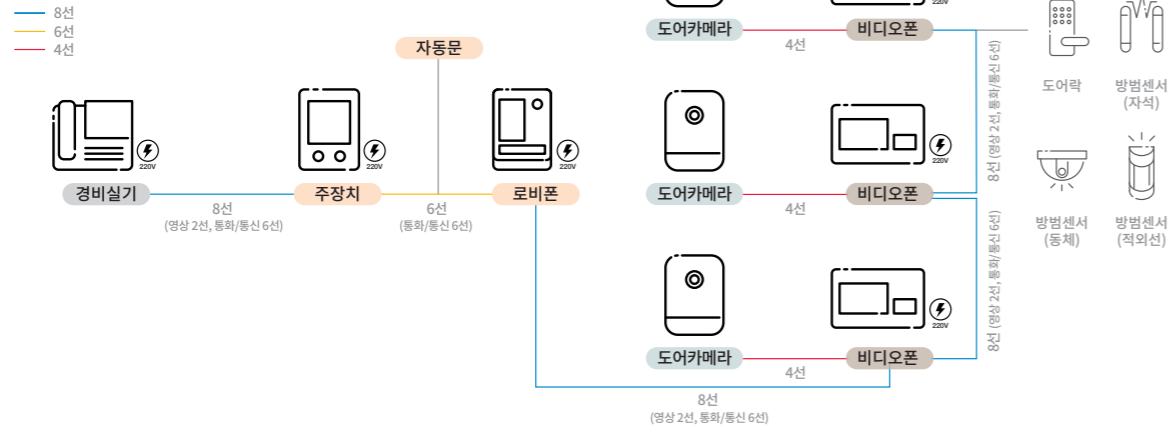 8선
6선
4선
자동문
220V
220V
220V
경비실기
주장치
로비폰
8선
(영상 2선, 통화/통신 6선)
6선
(통화/통신 6선)
도어카메라
비디오폰
4선
220V
도어카메라
비디오폰
4선
220V
도어카메라
비디오폰
4선
8선
(영상 2선, 통화/통신 6선)
8선 (영상 2선, 통화/통신 6선)
8선 (영상 2선, 통화/통신 6선)
도어락
방범센서
(자석)
방범센서
(동체)
방범센서
(적외선)